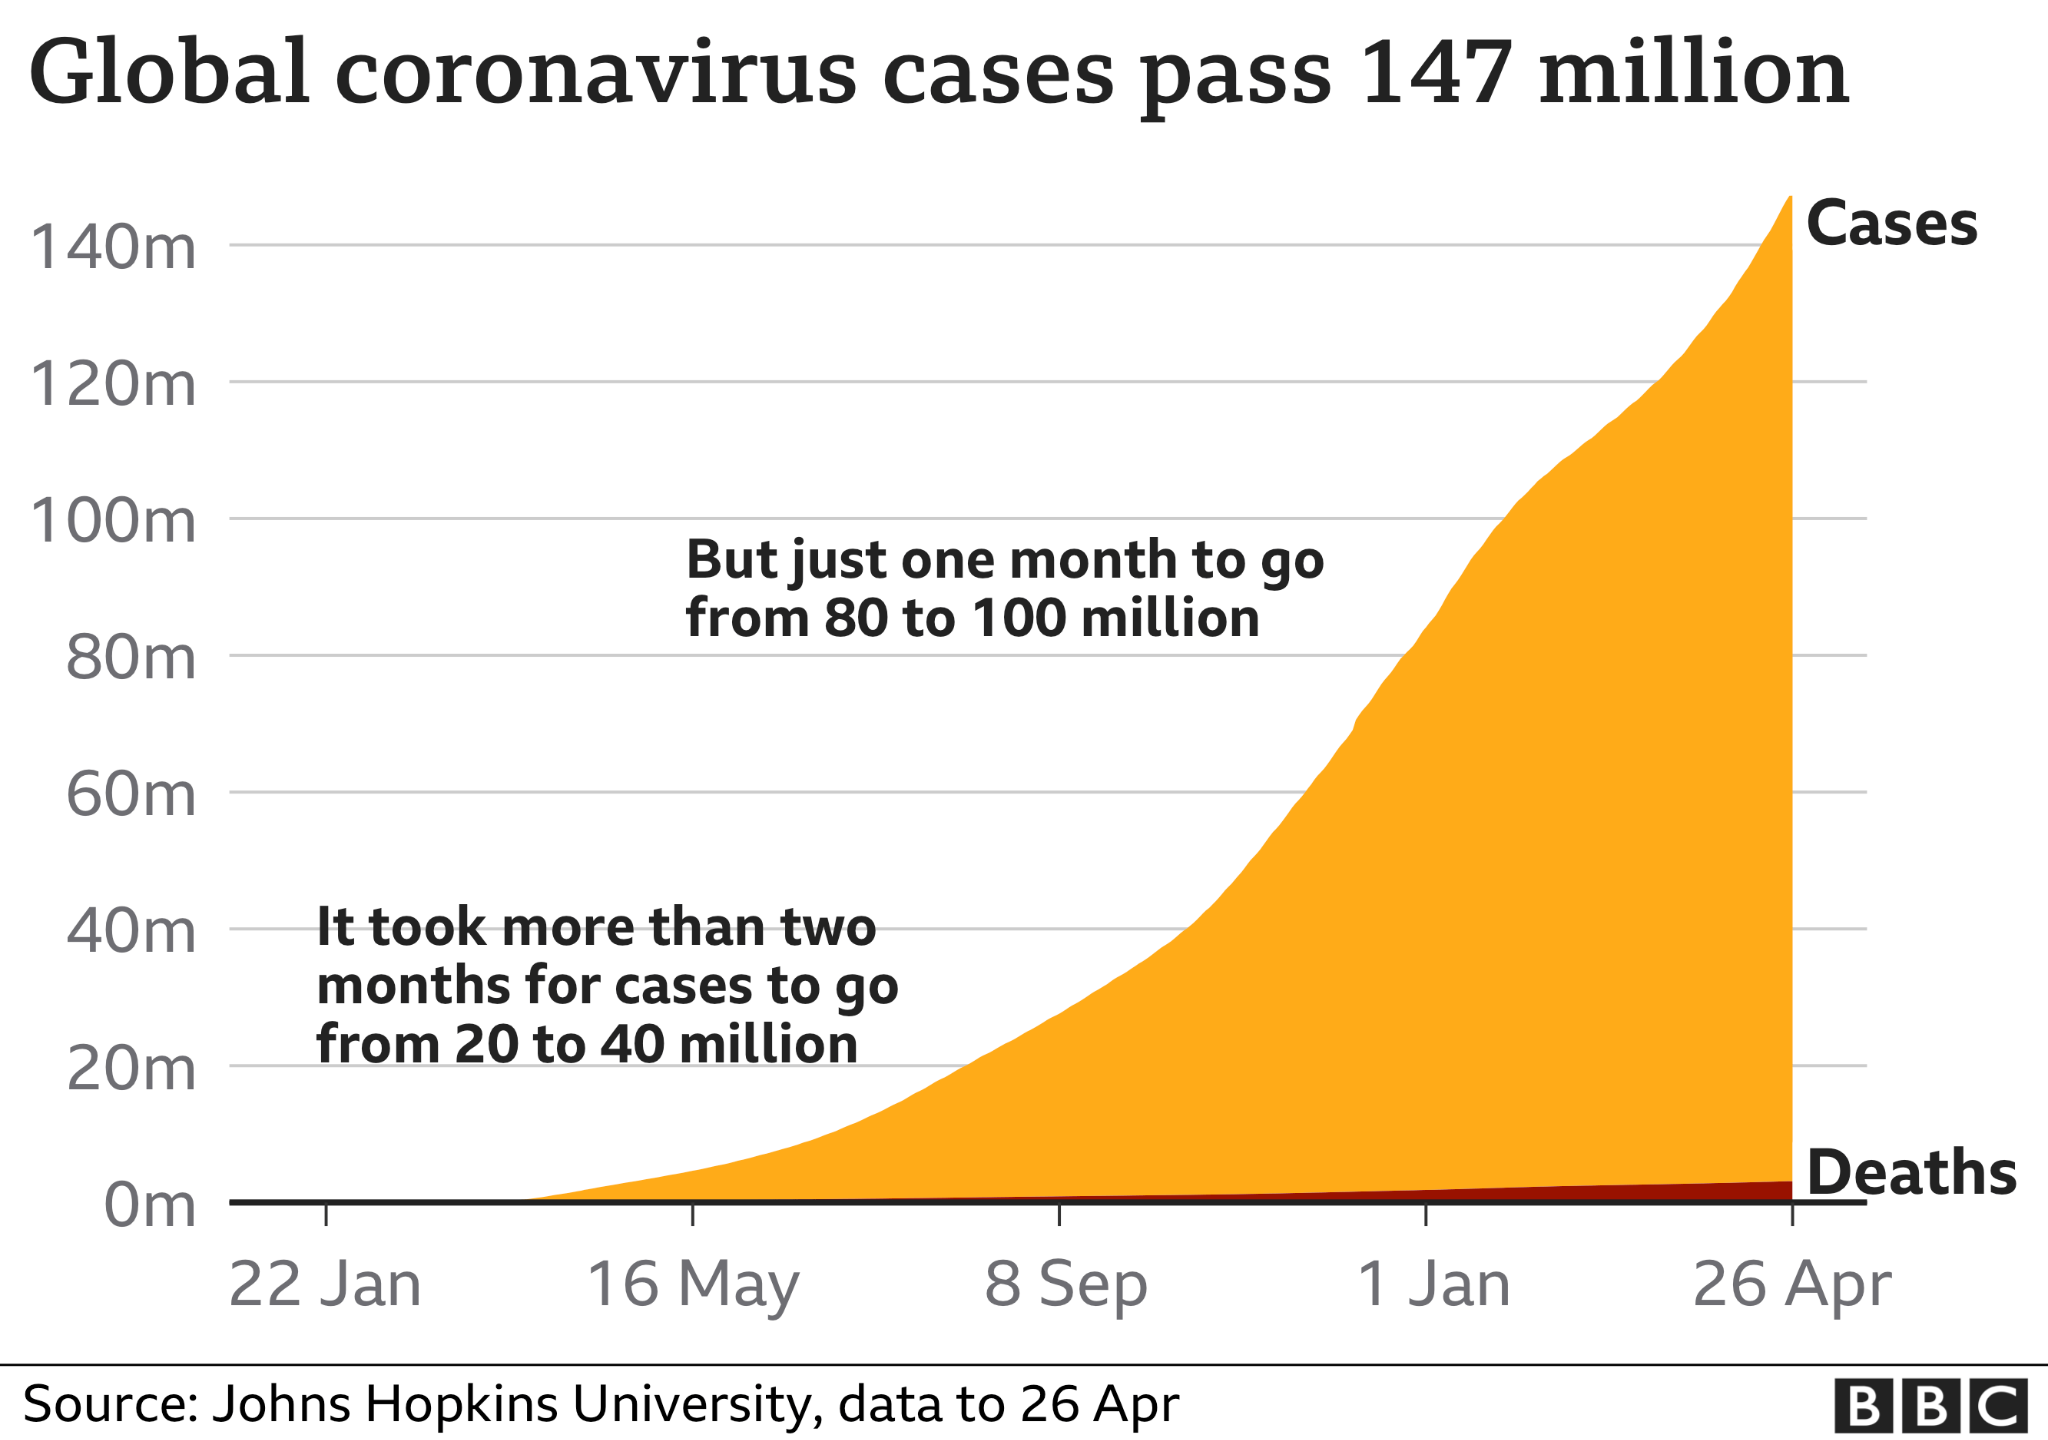 Global coronavirus cases pass 147 million
140m
120m
100m
80m
60m
40m
20m
0m
Cases
But just one month to go
from 80 to 100 million
It took more than two
months for cases to go
from 20 to 40 million
Deaths
22 Jan
16 May
8 Sep
1 Jan
26 Apr
Source: Johns Hopkins University, data to 26 Apr
BBC